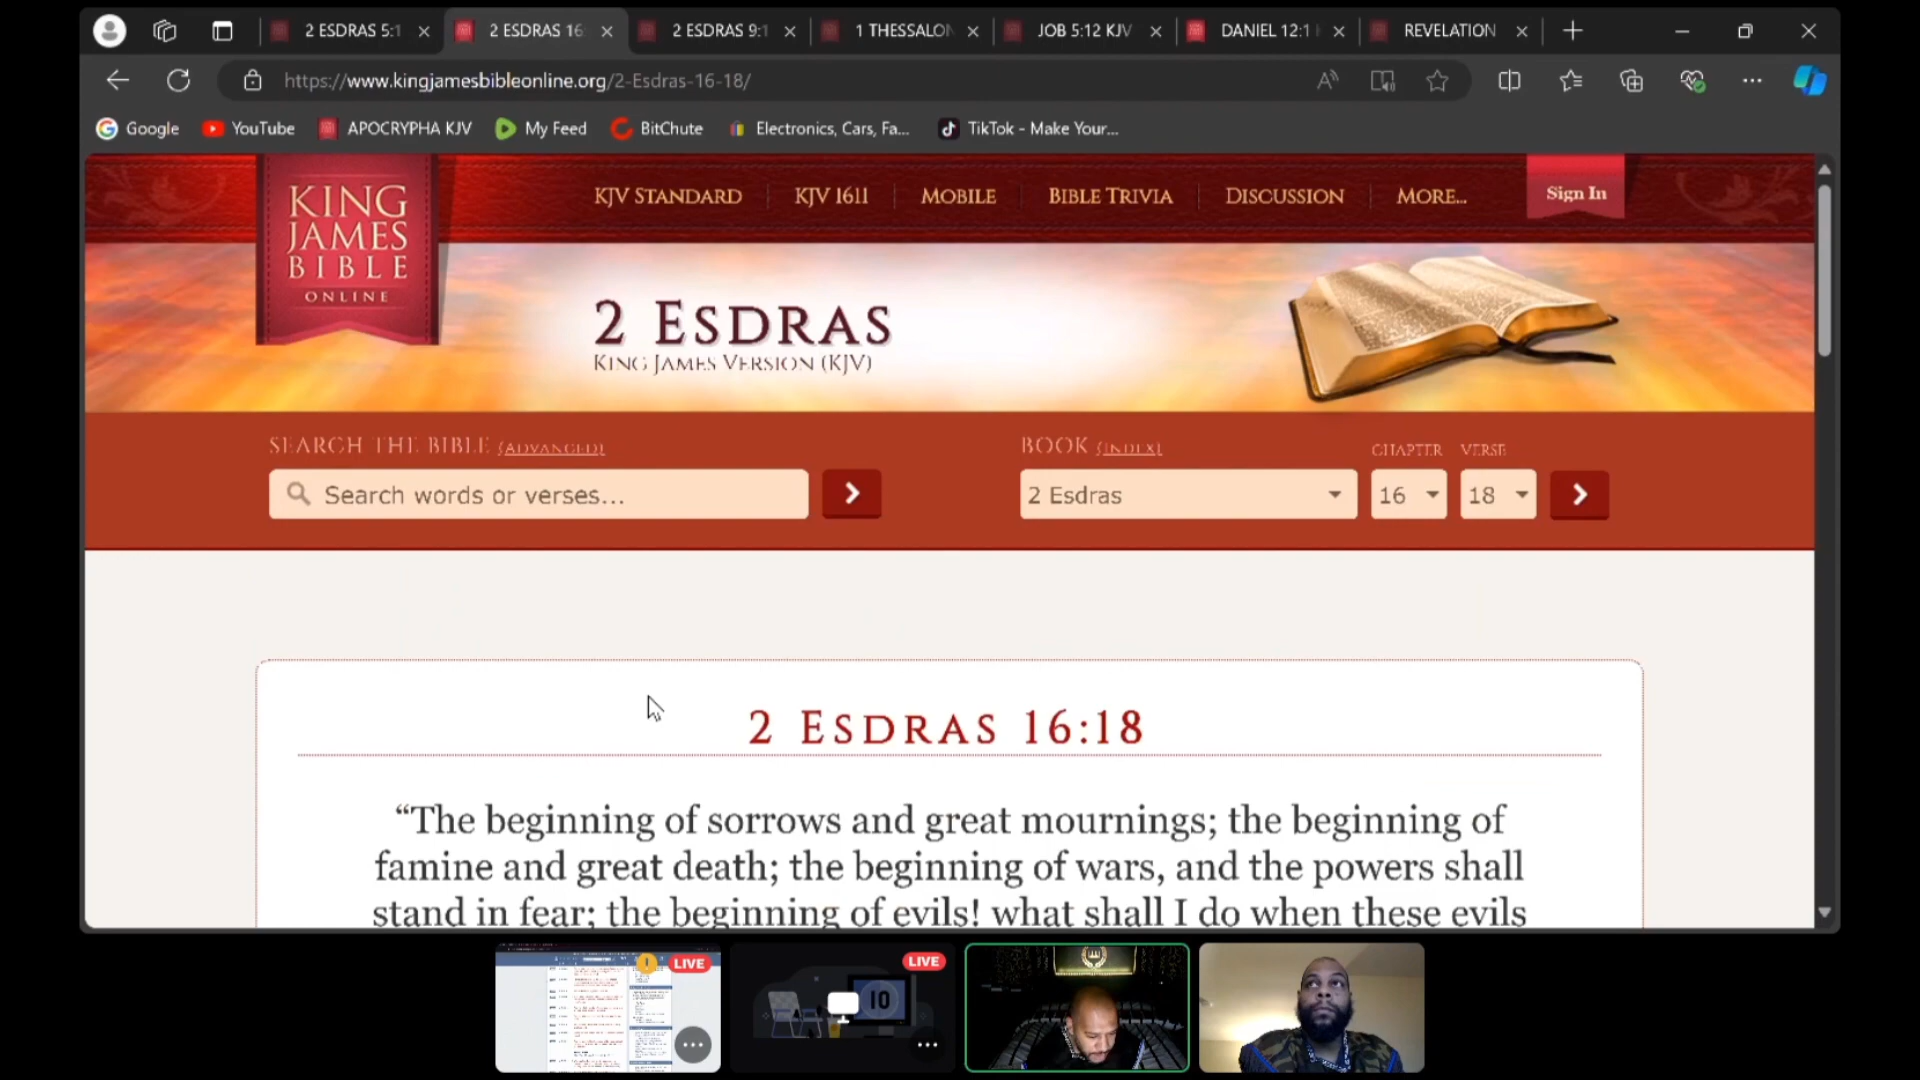 2 ESDRAS 5:1
2 ESDRAS 16:
2 ESDRAS 9:1
1 THESSALON
JOB 5:12 KJV
DANIEL 12:1
REVELATION
https://www.kingjamesbibleonline.org/2-Esdras-16-18/
Google
YouTube
APOCRYPHA KJV
My Feed
BitChute
Electronics, Cars, Fa...
TikTok - Make Your...
KING
JAMES
BIBLE
ONLINE
KJV STANDARD
KJV 1611
MOBILE
BIBLE TRIVIA
DISCUSSION
MORE...
Sign In
2 ESDRAS
KING JAMES VERSION (KJV)
SEARCH THE BIBLE (ADVANCED)
BOOK (INDEX)
CHAPTER
VERSE
Search words or verses...
2 Esdras
16
18
2 ESDRAS 16:18
“The beginning of sorrows and great mournings; the beginning of
famine and great death; the beginning of wars, and the powers shall
stand in fear; the beginning of evils! what shall I do when these evils
LIVE
LIVE
10